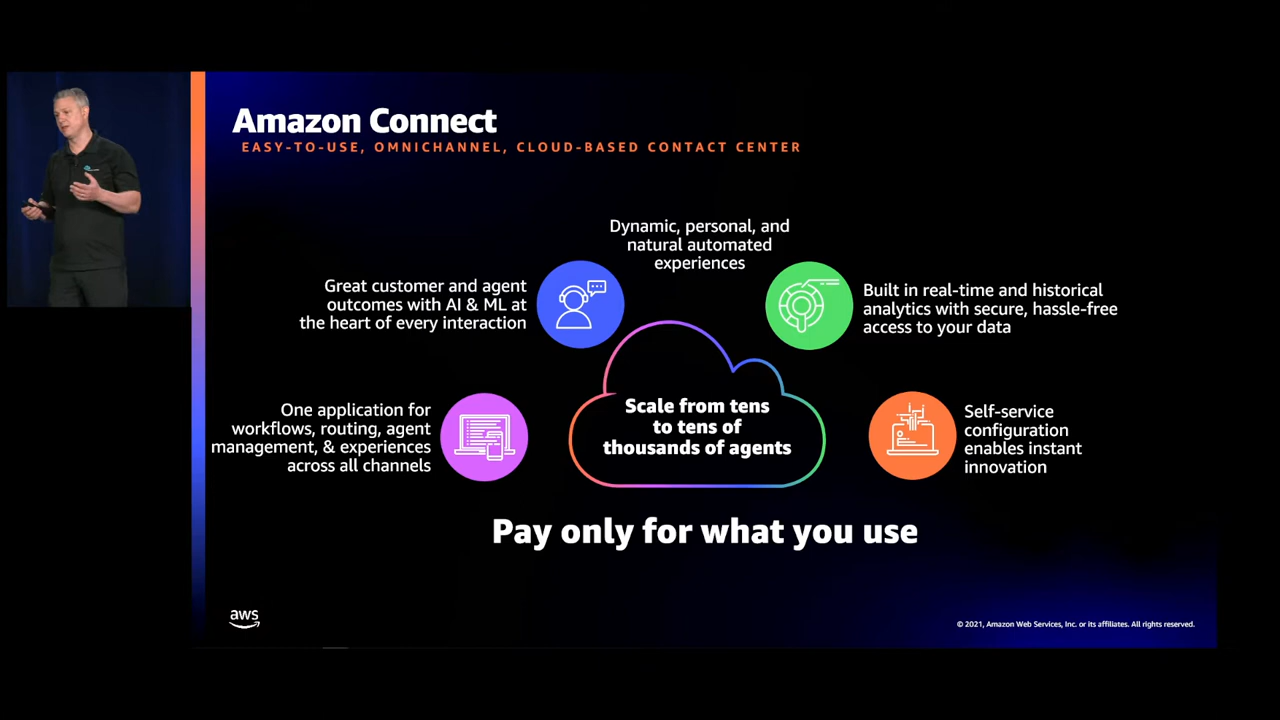 Amazon Connect
EASY-TO-USE, OMNICHANNEL, CLOUD-BASED CONTACT CENTER
Dynamic, personal, and
natural automated
experiences
Great customer and agent
outcomes with AI & ML at
the heart of every interaction
Built in real-time and historical
analytics with secure, hassle-free
access to your data
One application for
workflows, routing, agent
management, & experiences
across all channels
Scale from tens
to tens of
thousands of agents
Self-service
configuration
enables instant
innovation
Pay only for what you use
aws
© 2021, Amazon Web Services, Inc. or its affiliates. All rights reserved.